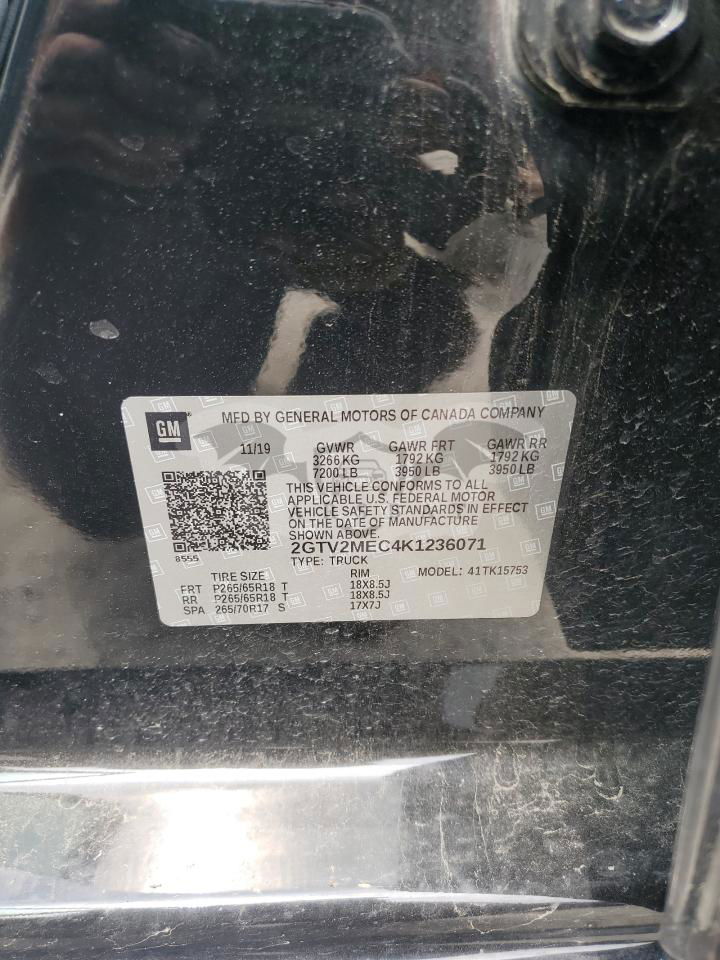 GM
MFD BY GENERAL MOTORS OF CANADA COMPANY
11/19 GVWR GAWR FRT GAWR RR
3266 KG 1792 KG 1792 KG
7200 LB 3950 LB 3950 LB
THIS VEHICLE CONFORMS TO ALL
APPLICABLE U.S. FEDERAL MOTOR
VEHICLE SAFETY STANDARDS IN EFFECT
ON THE DATE OF MANUFACTURE
SHOWN ABOVE.
8555
2GTV2MEC4K1236071
TYPE: TRUCK
MODEL: 41TK15753
TIRE SIZE RIM
FRT P265/65R18 T 18X8.5J
RR P265/65R18 T 18X8.5J
SPA 265/70R17 S 17X7J